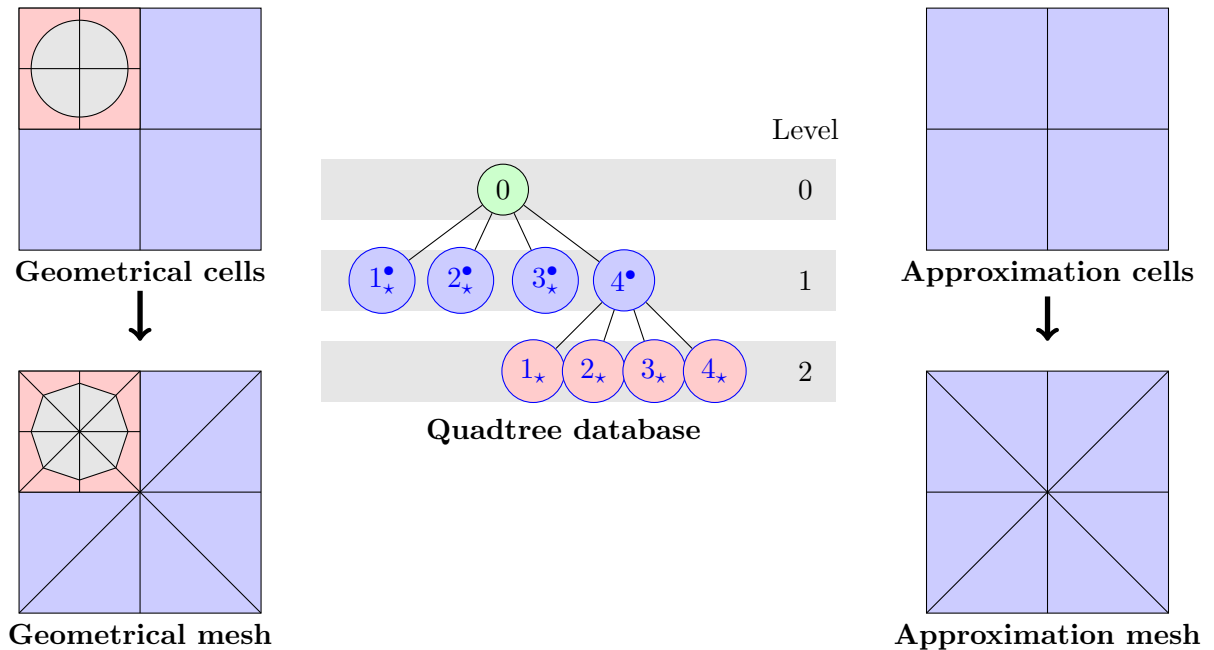 Level
0 0
1•⋆ 2•⋆ 3•⋆ 4• 1
Geometrical cells
Approximation cells
1⋆ 2⋆ 3⋆ 4⋆ 2
Quadtree database
Geometrical mesh
Approximation mesh